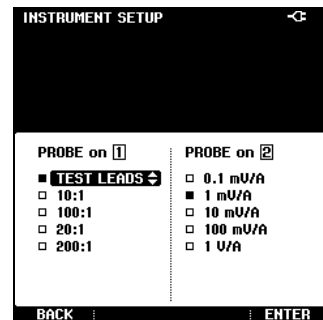 INSTRUMENT SETUP
PROBE on 1
TEST LEADS
10:1
100:1
20:1
200:1
PROBE on 2
0.1 mV/A
1 mV/A
10 mV/A
100 mV/A
1 V/A
BACK
ENTER